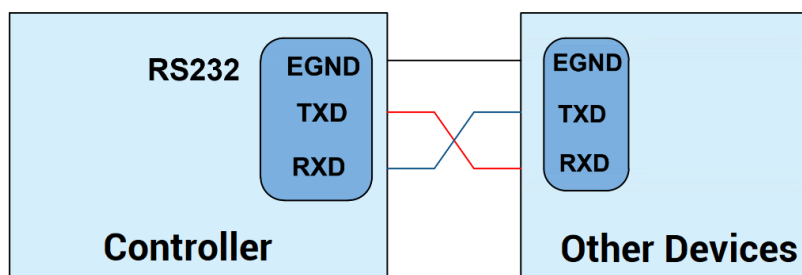 RS232
EGND
TXD
RXD
Controller
EGND
TXD
RXD
Other Devices